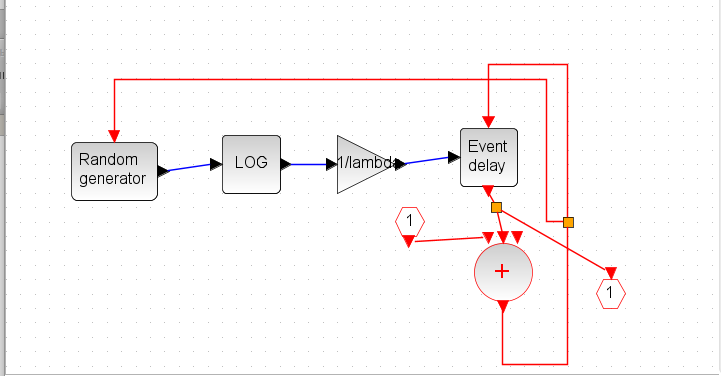 Random
generator
LOG
1/lambda
Event
delay
1
+
1